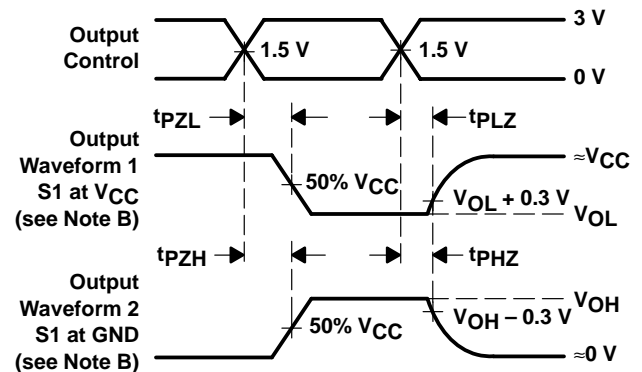 Output
Control
1.5 V
1.5 V
3 V
0 V
tPZL
tPLZ
Output
Waveform 1
S1 at VCC
(see Note B)
50% VCC
≈VCC
VOL + 0.3 V
VOL
tPZH
tPHZ
Output
Waveform 2
S1 at GND
(see Note B)
50% VCC
VOH
VOH – 0.3 V
≈0 V